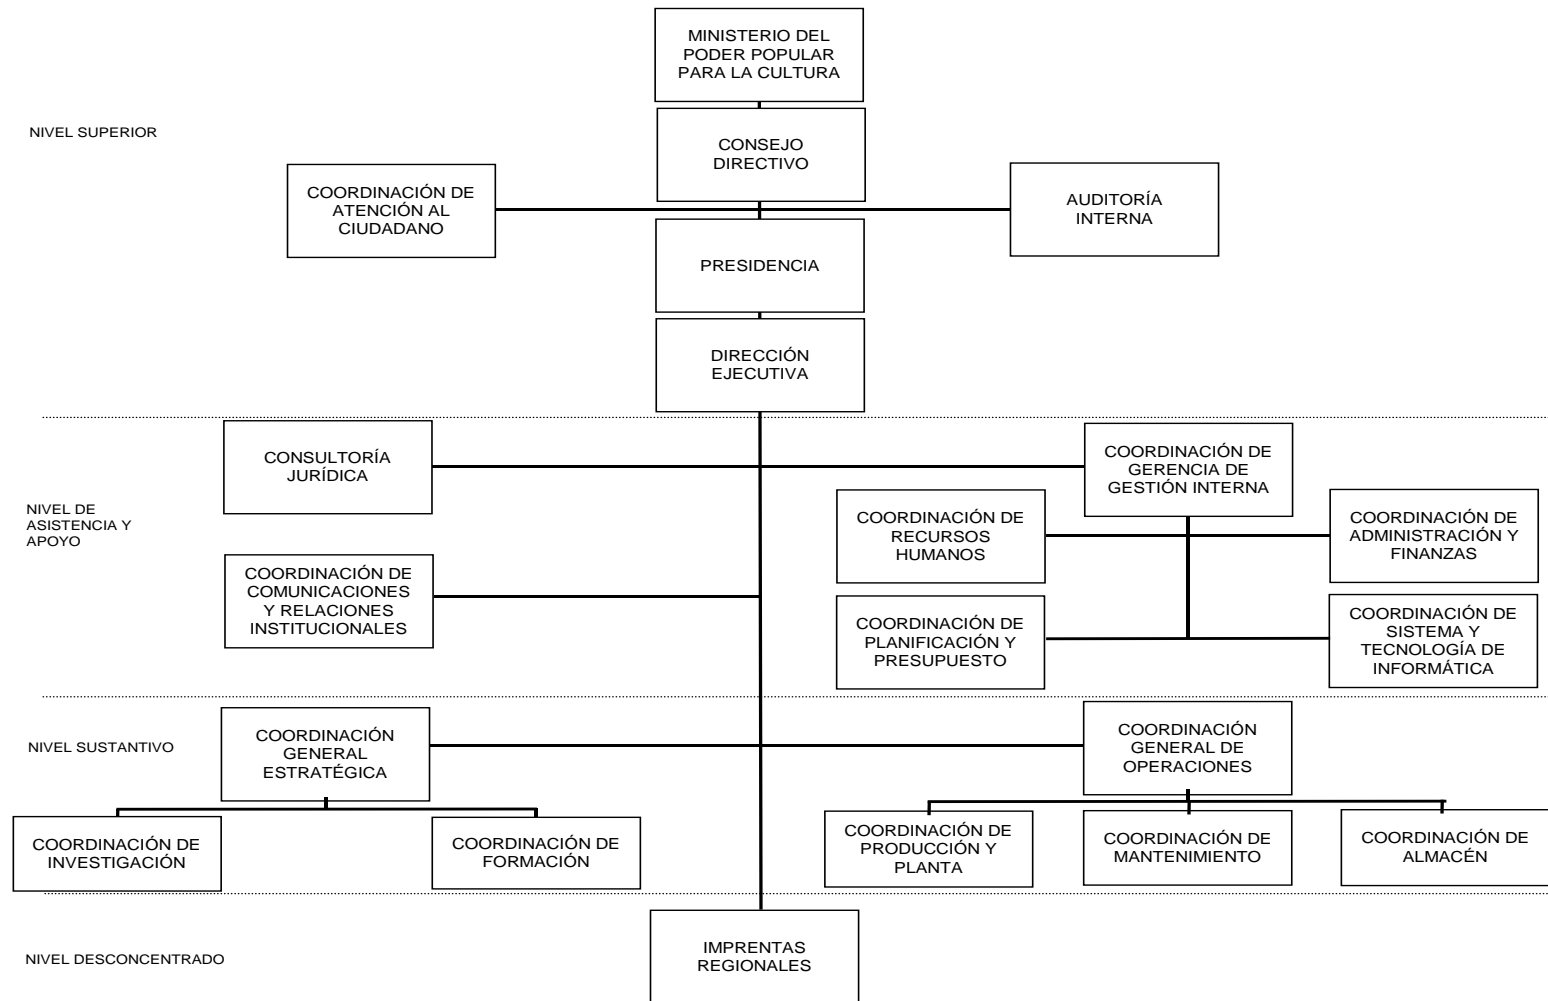 MINISTERIO DEL
PODER POPULAR
PARA LA CULTURA
NIVEL SUPERIOR
CONSEJO
DIRECTIVO
COORDINACIÓN DE
ATENCIÓN AL
CIUDADANO
AUDITORÍA
INTERNA
PRESIDENCIA
DIRECCIÓN
EJECUTIVA
NIVEL DE
ASISTENCIA Y
APOYO
CONSULTORÍA
JURÍDICA
COORDINACIÓN DE
GERENCIA DE
GESTIÓN INTERNA
COORDINACIÓN DE
RECURSOS
HUMANOS
COORDINACIÓN DE
ADMINISTRACIÓN Y
FINANZAS
COORDINACIÓN DE
COMUNICACIONES
Y RELACIONES
INSTITUCIONALES
COORDINACIÓN DE
PLANIFICACIÓN Y
PRESUPUESTO
COORDINACIÓN DE
SISTEMA Y
TECNOLOGÍA DE
INFORMÁTICA
NIVEL SUSTANTIVO
COORDINACIÓN
GENERAL
ESTRATÉGICA
COORDINACIÓN
GENERAL DE
OPERACIONES
COORDINACIÓN DE
INVESTIGACIÓN
COORDINACIÓN DE
FORMACIÓN
COORDINACIÓN DE
PRODUCCIÓN Y
PLANTA
COORDINACIÓN DE
MANTENIMIENTO
COORDINACIÓN DE
ALMACÉN
NIVEL DESCONCENTRADO
IMPRENTAS
REGIONALES